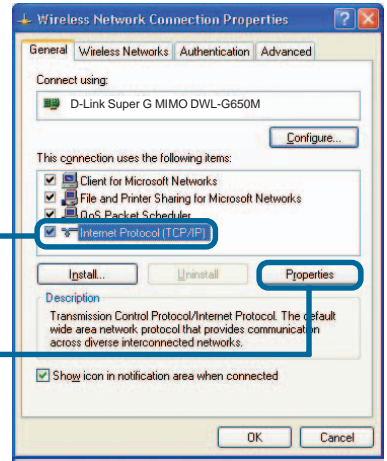 Wireless Network Connection Properties
General Wireless Networks Authentication Advanced
Connect using:
D-Link Super G MIMO DWL-G650M
Configure...
This connection uses the following items:
Client for Microsoft Networks
File and Printer Sharing for Microsoft Networks
QoS Packet Scheduler
Internet Protocol (TCP/IP)
Install... Uninstall Properties
Description
Transmission Control Protocol/Internet Protocol. The default
wide area network protocol that provides communication
across diverse interconnected networks.
Show icon in notification area when connected
OK Cancel